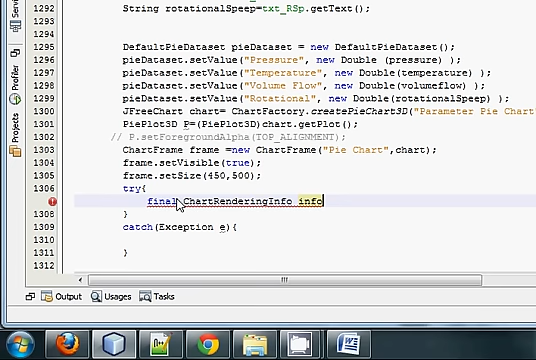 1292 String rotationalSpeep=txt_RSp.getText();
1293
1294
1295 DefaultPieDataset pieDataset = new DefaultPieDataset();
1296 pieDataset.setValue("Pressure", new Double (pressure) );
1297 pieDataset.setValue("Temperature", new Double(temperature) );
1298 pieDataset.setValue("Volume Flow", new Double(volumeflow) );
1299 pieDataset.setValue("Rotational", new Double(rotationalSpeep) );
1300 JFreeChart chart= ChartFactory.createPieChart3D("Parameter Pie Chart"
1301 PiePlot3D P=(PiePlot3D)chart.getPlot();
1302 // P.setForegroundAlpha(TOP_ALIGNMENT);
1303 ChartFrame frame =new ChartFrame("Pie Chart",chart);
1304 frame.setVisible(true);
1305 frame.setSize(450,500);
1306 try{
final ChartRenderingInfo info
1308 }
1309 catch(Exception e){
1310
1311 }
1312
Profiler
Projects
Output Usages Tasks